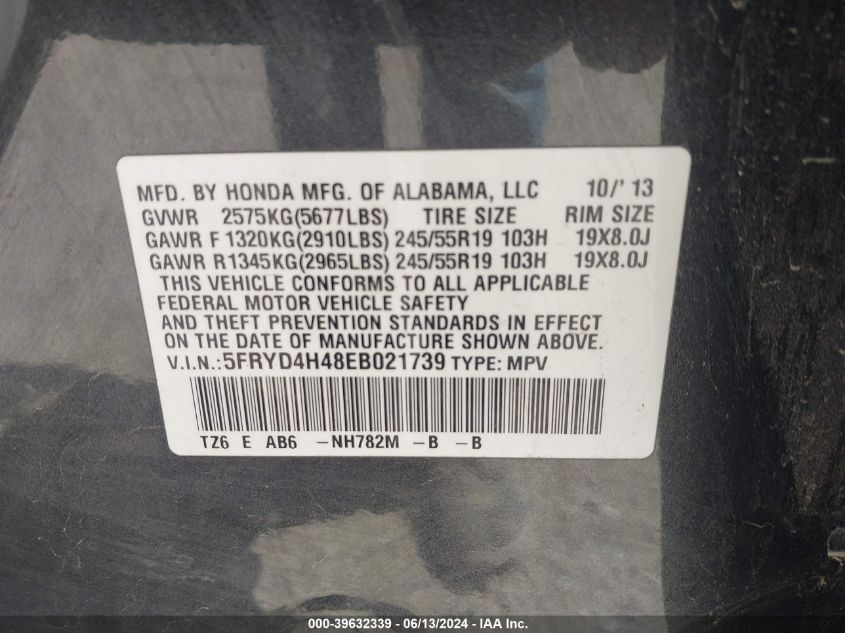 MFD. BY HONDA MFG. OF ALABAMA, LLC 10/' 13
GVWR 2575KG(5677LBS) TIRE SIZE RIM SIZE
GAWR F 1320KG(2910LBS) 245/55R19 103H 19X8.0J
GAWR R1345KG(2965LBS) 245/55R19 103H 19X8.0J
THIS VEHICLE CONFORMS TO ALL APPLICABLE
FEDERAL MOTOR VEHICLE SAFETY
AND THEFT PREVENTION STANDARDS IN EFFECT
ON THE DATE OF MANUFACTURE SHOWN ABOVE.
V.I.N.:5FRYD4H48EB021739 TYPE: MPV
TZ6 E AB6 -NH782M -B -B
000-39632339 - 06/13/2024 - IAA Inc.